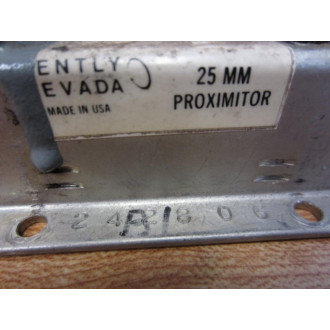 ENTLY
EVADA
MADE IN USA
25 MM
PROXIMITOR